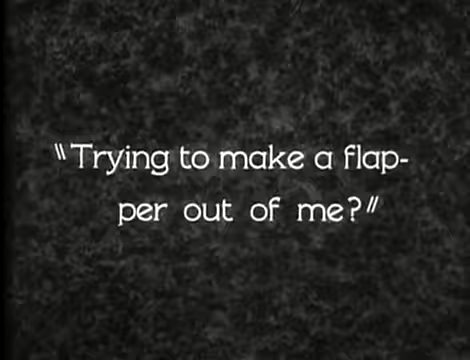 "Trying to make a flap-
per out of me?"